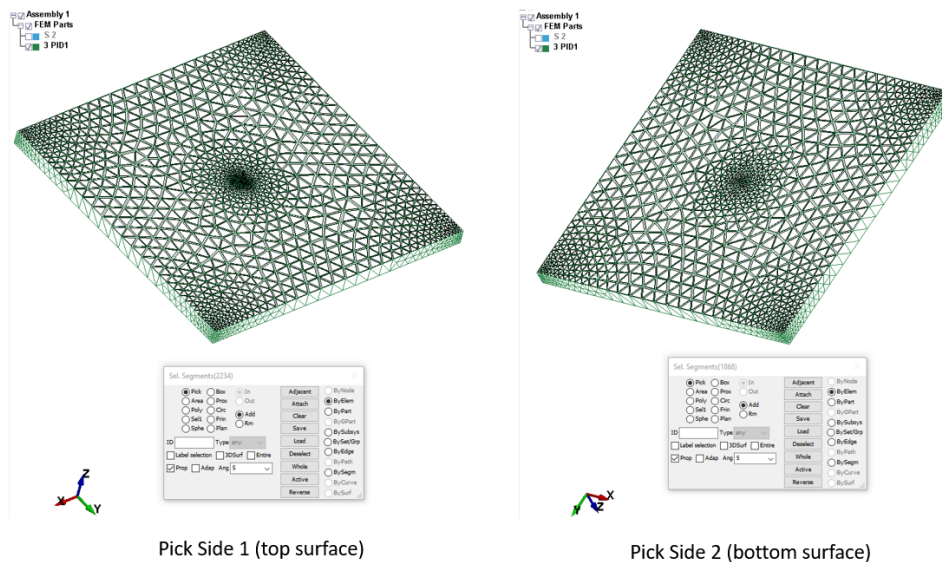 Assembly 1
FEM Parts
S 2
3 PID1
Sel. Segments(2234)
Pick Box In
Area Prox Out
Poly Circ Add
Sel1 Frin Rm
Sphe Plan
ID Type any
Label selection 3DSurf Entire
Prop Adap Ang 5
Adjacent
Attach
Clear
Save
Load
Deselect
Whole
Active
Reverse
ByNode
ByElem
ByPart
ByGPart
BySubsys
BySet/Grp
ByEdge
ByPath
BySegm
ByCurve
BySurf
Z
X
Y
Pick Side 1 (top surface)
Assembly 1
FEM Parts
S 2
3 PID1
Sel. Segments(1868)
Pick Box In
Area Prox Out
Poly Circ Add
Sel1 Frin Rm
Sphe Plan
ID Type any
Label selection 3DSurf Entire
Prop Adap Ang 5
Adjacent
Attach
Clear
Save
Load
Deselect
Whole
Active
Reverse
ByNode
ByElem
ByPart
ByGPart
BySubsys
BySet/Grp
ByEdge
ByPath
BySegm
ByCurve
BySurf
X
Z
Y
Pick Side 2 (bottom surface)